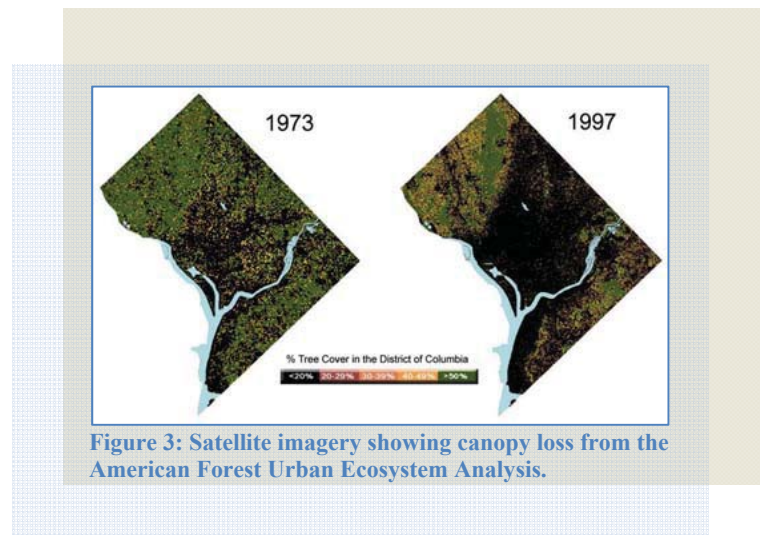 1973
1997
% Tree Cover in the District of Columbia
<20% 20-29% 30-39% 40-49% >50%
Figure 3: Satellite imagery showing canopy loss from the
American Forest Urban Ecosystem Analysis.